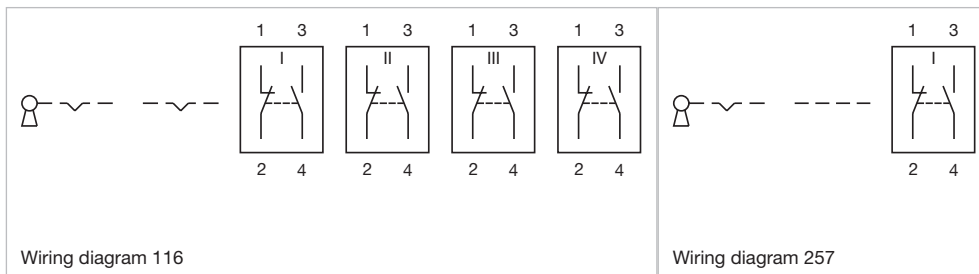 1 3 1 3 1 3 1 3 1 3
I II III IV I
2 4 2 4 2 4 2 4 2 4
Wiring diagram 116 Wiring diagram 257